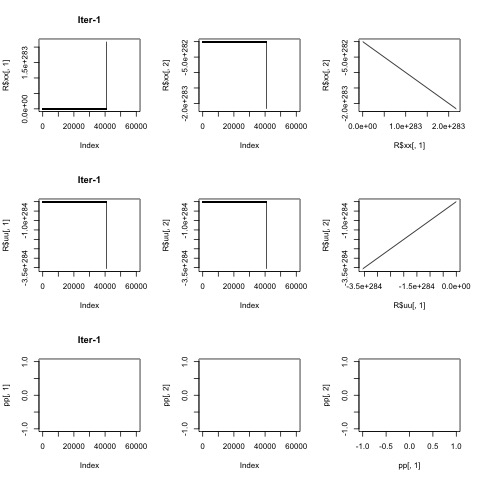 Iter-1
R$xx[, 1]
0.0e+00 1.5e+283
0 20000 40000 60000
Index
R$xx[, 2]
-2.0e+283 -5.0e+282
0 20000 40000 60000
Index
R$xx[, 2]
-2.0e+283 -5.0e+282
0.0e+00 1.0e+283 2.0e+283
R$xx[, 1]
Iter-1
R$uu[, 1]
-3.5e+284 -1.0e+284
0 20000 40000 60000
Index
R$uu[, 2]
-3.5e+284 -1.0e+284
0 20000 40000 60000
Index
R$uu[, 2]
-3.5e+284 -1.0e+284
-3.5e+284 -1.5e+284 0.0e+00
R$uu[, 1]
Iter-1
pp[, 1]
-1.0 0.0 1.0
0 20000 40000 60000
Index
pp[, 2]
-1.0 0.0 1.0
0 20000 40000 60000
Index
pp[, 2]
-1.0 0.0 1.0
-1.0 -0.5 0.0 0.5 1.0
pp[, 1]